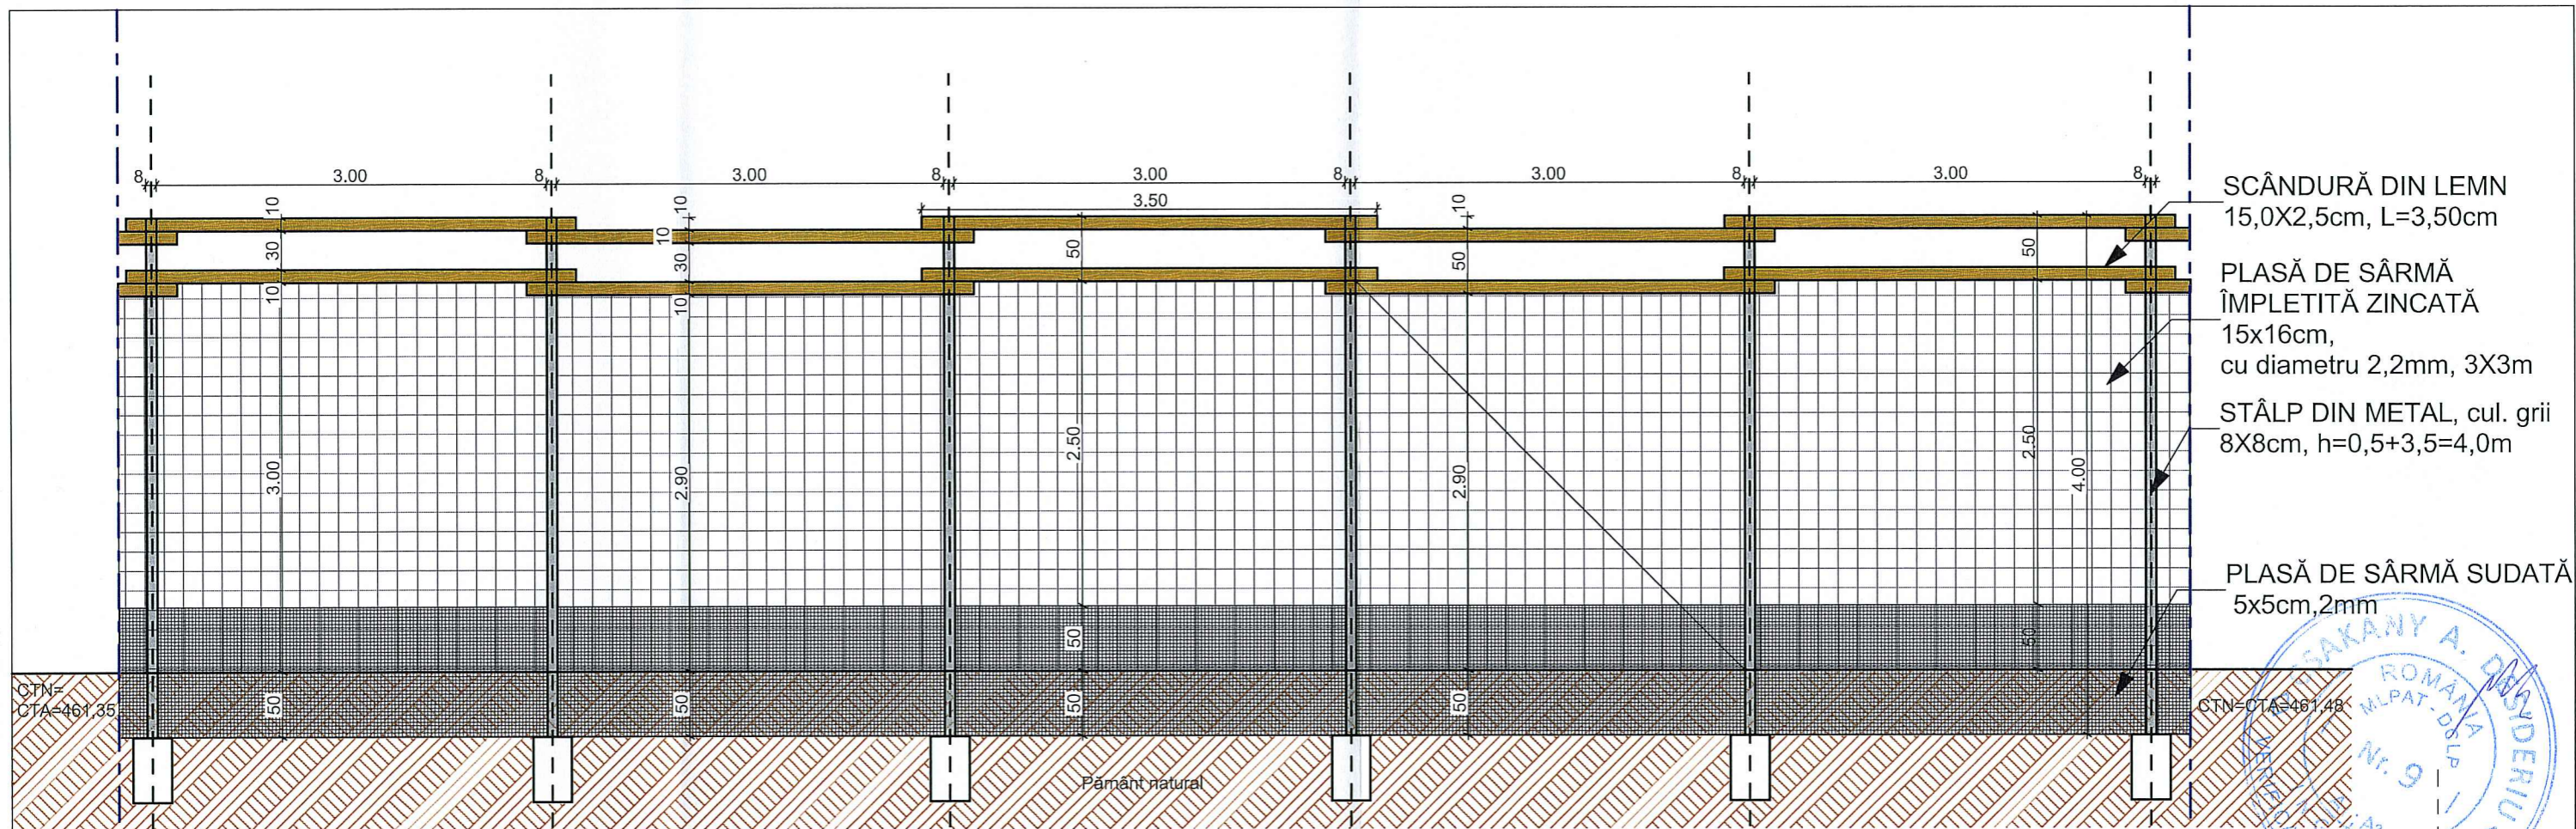 8 3.00 8 3.00 8 3.00 8 3.00 8 3.00 8
3.50
10 10 10
30 10 50 50 50
10 30
10
3.00 2.90 2.50 2.90 2.50 4.00
50 50
50 50 50 50
SCÂNDURĂ DIN LEMN
15,0X2,5cm, L=3,50cm
PLASĂ DE SÂRMĂ
ÎMPLETITĂ ZINCATĂ
15x16cm,
cu diametru 2,2mm, 3X3m
STÂLP DIN METAL, cul. grii
8X8cm, h=0,5+3,5=4,0m
PLASĂ DE SÂRMĂ SUDATĂ
5x5cm,2mm
CTN=
CTA=461,35
CTN=CTA=461,48
Pământ natural
SAKANY A. DESYDERIU
ROMÂNIA
MLPAT - DGLP
Nr. 9